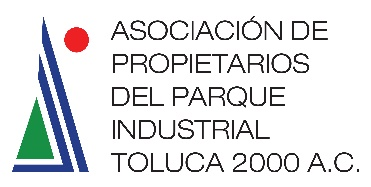 ASOCIACIÓN DE
PROPIETARIOS
DEL PARQUE
INDUSTRIAL
TOLUCA 2000 A.C.